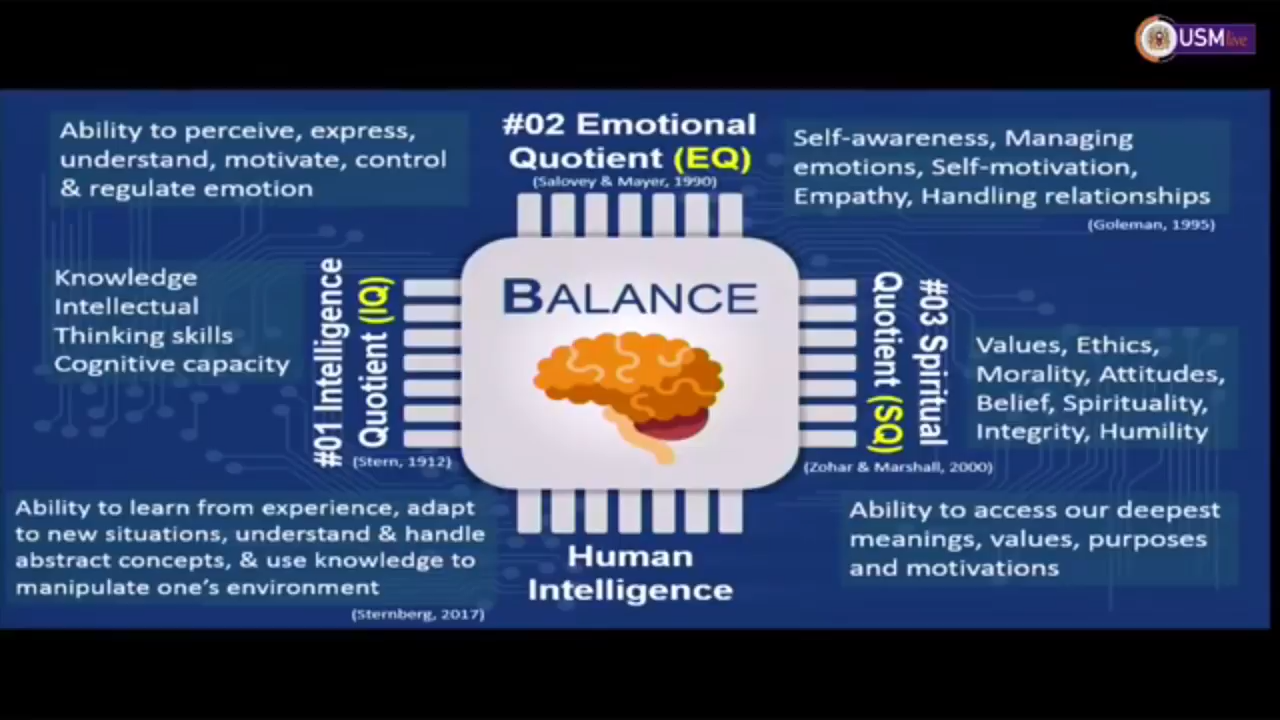 USMlive
Ability to perceive, express,
understand, motivate, control
& regulate emotion
#02 Emotional
Quotient (EQ)
(Salovey & Mayer, 1990)
Self-awareness, Managing
emotions, Self-motivation,
Empathy, Handling relationships
(Goleman, 1995)
Knowledge
Intellectual
Thinking skills
Cognitive capacity
#01 Intelligence
Quotient (IQ)
(Stern, 1912)
BALANCE
#03 Spiritual
Quotient (SQ)
(Zohar & Marshall, 2000)
Values, Ethics,
Morality, Attitudes,
Belief, Spirituality,
Integrity, Humility
Ability to learn from experience, adapt
to new situations, understand & handle
abstract concepts, & use knowledge to
manipulate one's environment
(Sternberg, 2017)
Human
Intelligence
Ability to access our deepest
meanings, values, purposes
and motivations